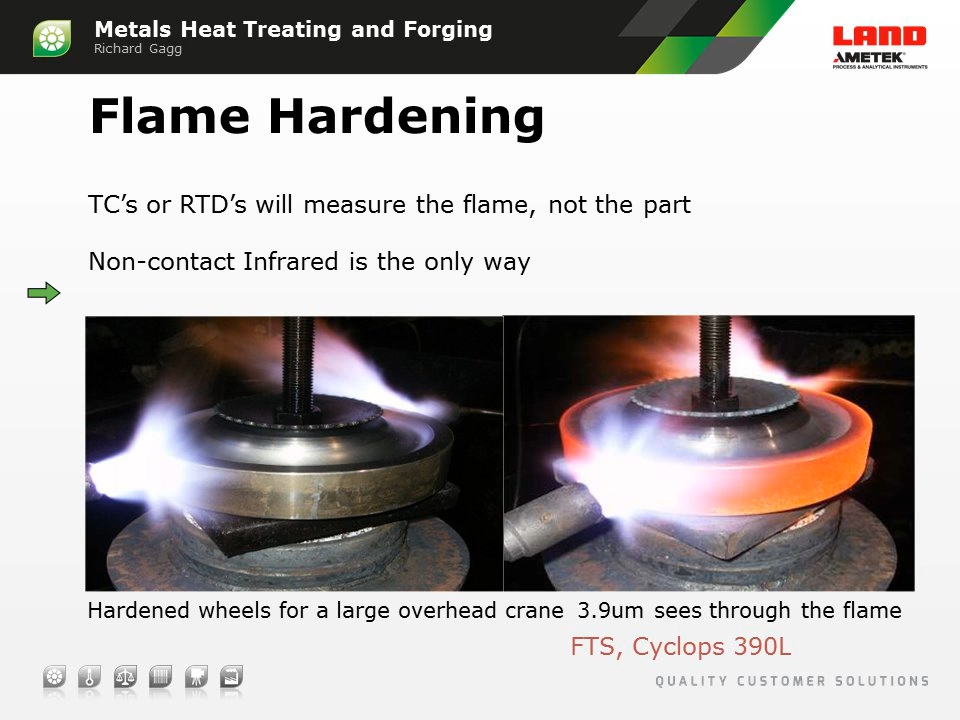 Metals Heat Treating and Forging
Richard Gagg
LAND
AMETEK®
PROCESS & ANALYTICAL INSTRUMENTS
Flame Hardening
TC’s or RTD’s will measure the flame, not the part
Non-contact Infrared is the only way
Hardened wheels for a large overhead crane 3.9um sees through the flame
FTS, Cyclops 390L
QUALITY CUSTOMER SOLUTIONS